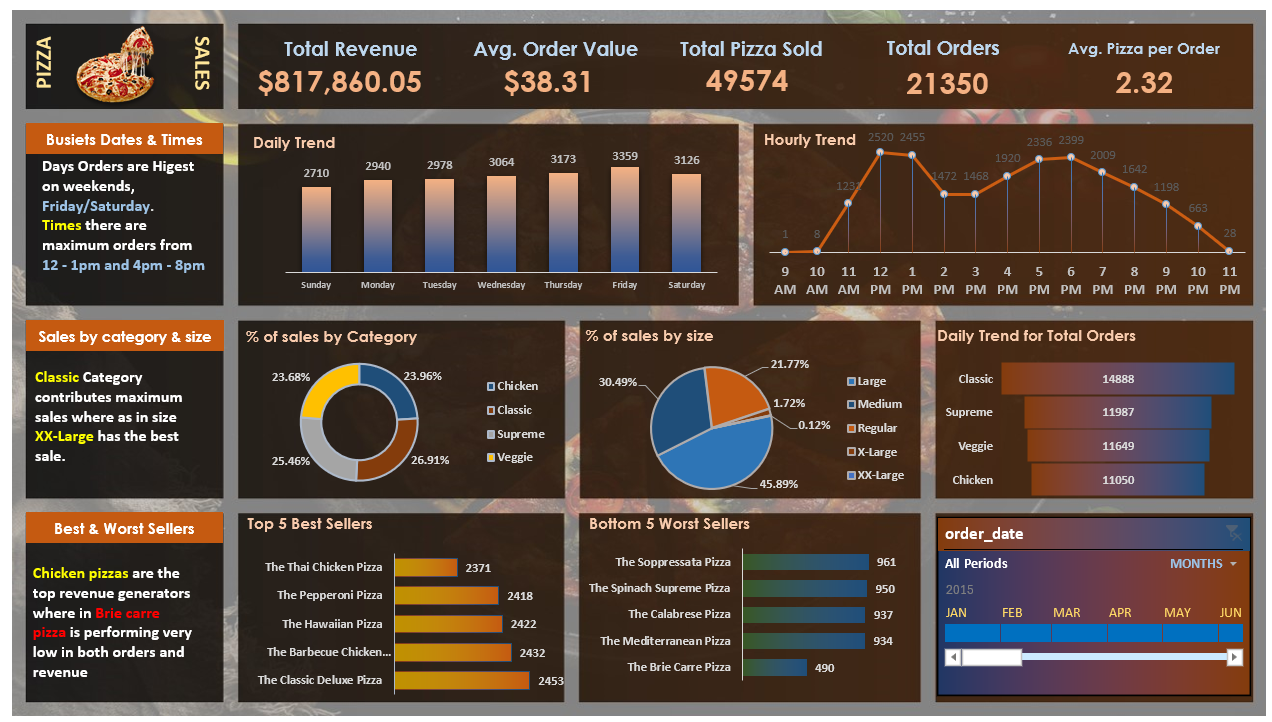 PIZZA
SALES
Total Revenue
$817,860.05
Avg. Order Value
$38.31
Total Pizza Sold
49574
Total Orders
21350
Avg. Pizza per Order
2.32
Busiets Dates & Times
Days Orders are Higest
on weekends,
Friday/Saturday.
Times there are
maximum orders from
12 - 1pm and 4pm - 8pm
Daily Trend
2710
2940
2978
3064
3173
3359
3126
Sunday
Monday
Tuesday
Wednesday
Thursday
Friday
Saturday
Hourly Trend
1
8
1232
2520
2455
1472
1468
1920
2336
2399
2009
1642
1198
663
28
9 AM
10 AM
11 AM
12 PM
1 PM
2 PM
3 PM
4 PM
5 PM
6 PM
7 PM
8 PM
9 PM
10 PM
11 PM
Sales by category & size
Classic Category
contributes maximum
sales where as in size
XX-Large has the best
sale.
% of sales by Category
23.68%
23.96%
25.46%
26.91%
Chicken
Classic
Supreme
Veggie
% of sales by size
21.77%
30.49%
1.72%
0.12%
45.89%
Large
Medium
Regular
X-Large
XX-Large
Daily Trend for Total Orders
Classic 14888
Supreme 11987
Veggie 11649
Chicken 11050
Best & Worst Sellers
Chicken pizzas are the
top revenue generators
where in Brie carre
pizza is performing very
low in both orders and
revenue
Top 5 Best Sellers
The Thai Chicken Pizza 2371
The Pepperoni Pizza 2418
The Hawaiian Pizza 2422
The Barbecue Chicken... 2432
The Classic Deluxe Pizza 2453
Bottom 5 Worst Sellers
The Soppressata Pizza 961
The Spinach Supreme Pizza 950
The Calabrese Pizza 937
The Mediterranean Pizza 934
The Brie Carre Pizza 490
order_date
All Periods
MONTHS
2015
JAN FEB MAR APR MAY JUN